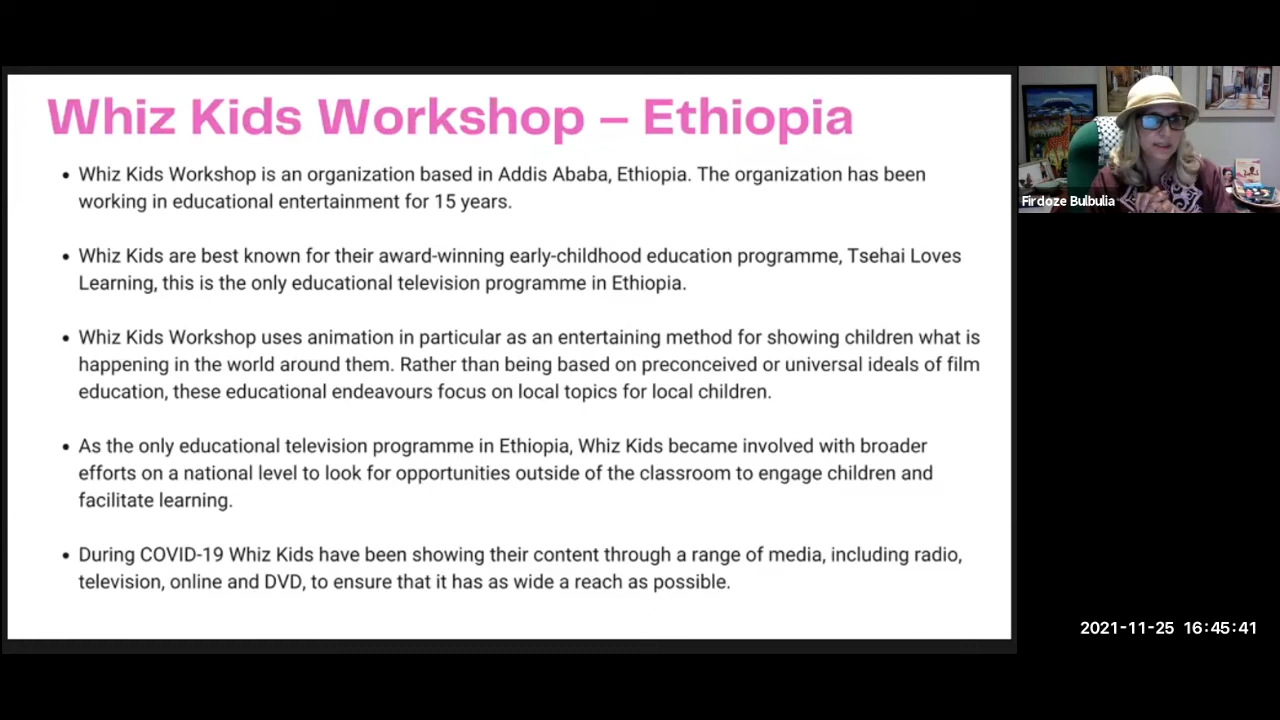 Whiz Kids Workshop – Ethiopia
• Whiz Kids Workshop is an organization based in Addis Ababa, Ethiopia. The organization has been
working in educational entertainment for 15 years.
• Whiz Kids are best known for their award-winning early-childhood education programme, Tsehai Loves
Learning, this is the only educational television programme in Ethiopia.
• Whiz Kids Workshop uses animation in particular as an entertaining method for showing children what is
happening in the world around them. Rather than being based on preconceived or universal ideals of film
education, these educational endeavours focus on local topics for local children.
• As the only educational television programme in Ethiopia, Whiz Kids became involved with broader
efforts on a national level to look for opportunities outside of the classroom to engage children and
facilitate learning.
• During COVID-19 Whiz Kids have been showing their content through a range of media, including radio,
television, online and DVD, to ensure that it has as wide a reach as possible.
Firdoze Bulbulia
2021-11-25 16:45:41